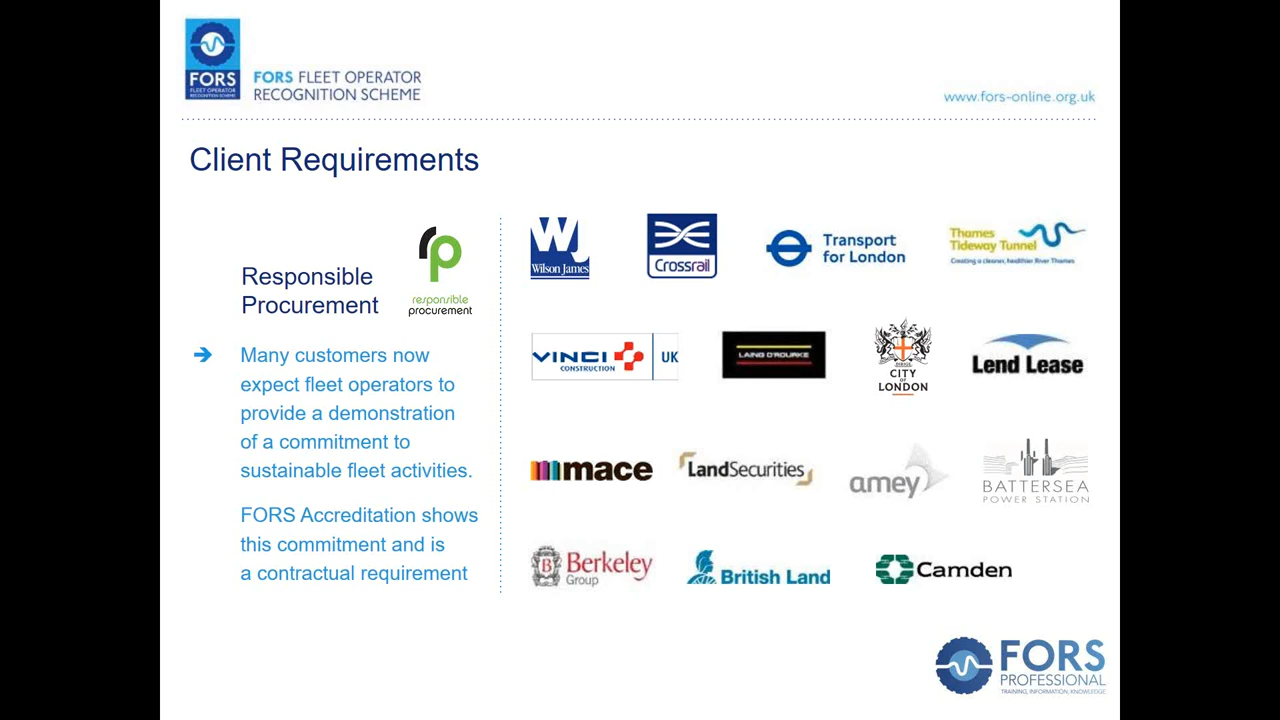 FORS
FLEET OPERATOR
RECOGNITION SCHEME
FORS FLEET OPERATOR
RECOGNITION SCHEME
www.fors-online.org.uk
Client Requirements
Responsible
Procurement
rp
responsible
procurement
Many customers now
expect fleet operators to
provide a demonstration
of a commitment to
sustainable fleet activities.
FORS Accreditation shows
this commitment and is
a contractual requirement
WJ
Wilson James
Crossrail
Transport
for London
Thames
Tideway Tunnel
Creating a cleaner, healthier River Thames
VINCI
CONSTRUCTION
UK
LAING O'ROURKE
CITY
OF
LONDON
Lend Lease
mace
LandSecurities
amey
BATTERSEA
POWER STATION
B
Berkeley
Group
British Land
Camden
FORS
PROFESSIONAL
TRAINING, INFORMATION, KNOWLEDGE